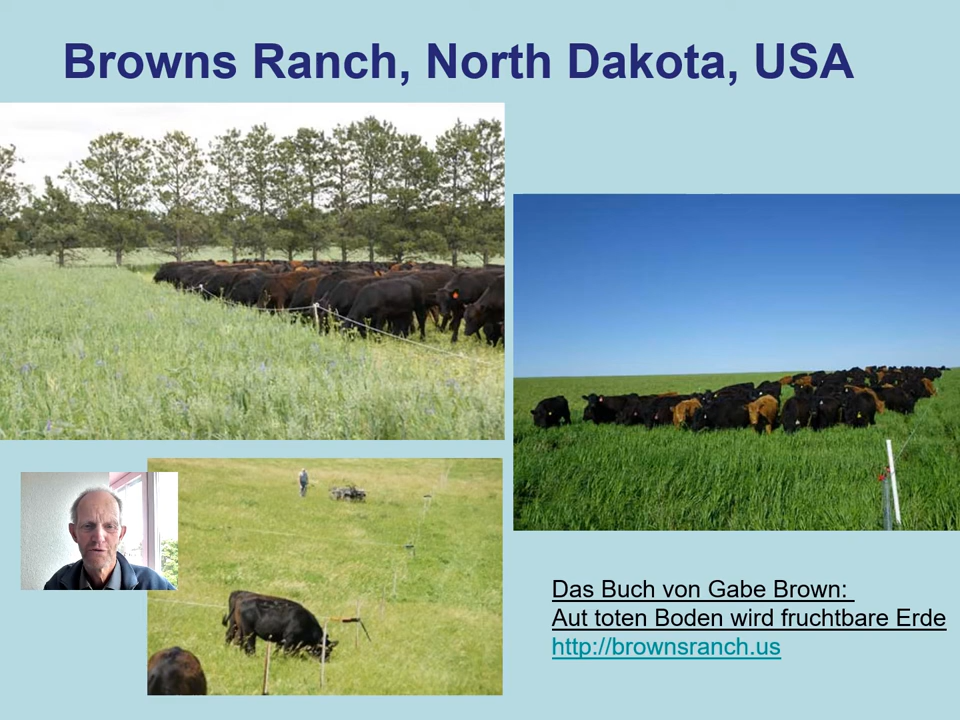 Browns Ranch, North Dakota, USA
Das Buch von Gabe Brown:
Aut toten Boden wird fruchtbare Erde
http://brownsranch.us